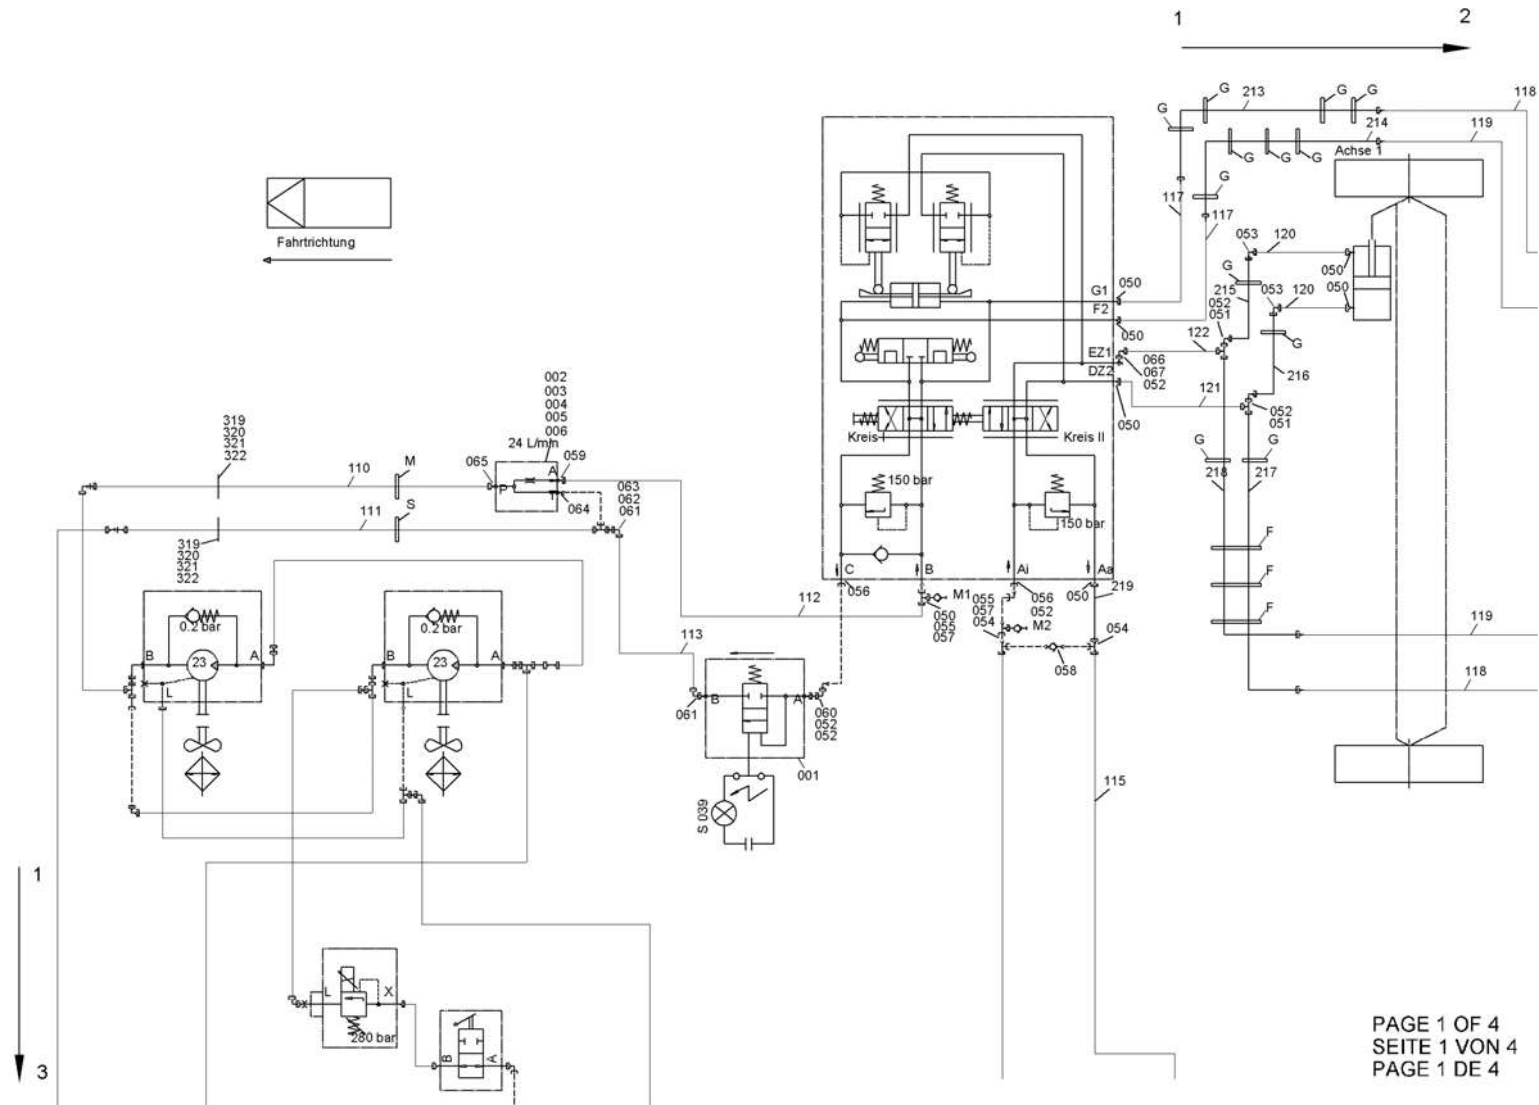 1
2
G
213
G
G
118
G
214
119
G
G
G
Achse 1
G
117
117
Fahrtrichtung
053
120
050
G
053
120
050
215
052
051
G
G1
050
F2
050
122
EZ1
066
067
052
216
DZ2
121
050
052
051
002
003
004
005
006
24 L/min
Kreis I
Kreis II
319
320
321
322
M
110
065
A
059
P
T
064
063
062
061
150 bar
150 bar
G
G
218
217
S
111
319
320
321
322
F
F
F
C
B
Ai
Aa
056
M1
050
055
057
055
057
054
056
052
M2
050
219
054
058
112
113
0.2 bar
0.2 bar
B
23
A
B
23
A
L
L
119
118
061
B
A
060
052
052
001
S 039
115
1
3
L
X
280 bar
B
A
PAGE 1 OF 4
SEITE 1 VON 4
PAGE 1 DE 4